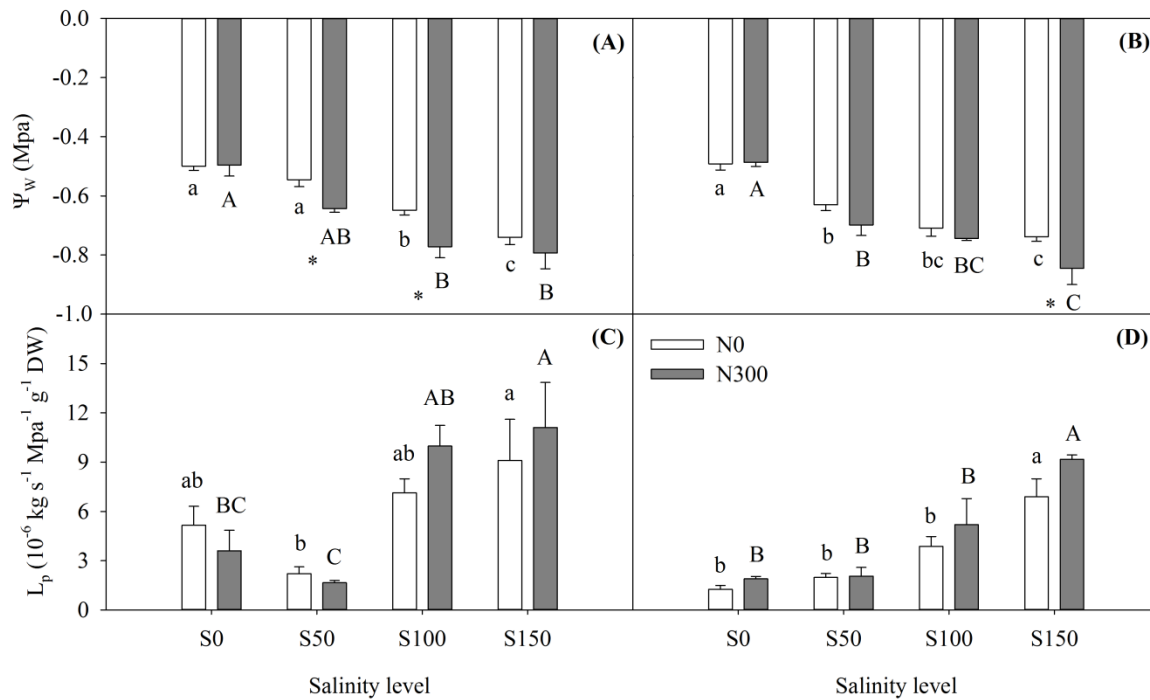 0.0
-0.2
-0.4
-0.6
-0.8
-1.0
Ψ_W (Mpa)
(A)
a A a AB b B c B
* *
(B)
a A b B bc BC c C
*
15
12
9
6
3
0
L_p (10^-6 kg s^-1 Mpa^-1 g^-1 DW)
(C)
ab BC b C ab AB a A
N0
N300
(D)
b B b B b B a A
S0 S50 S100 S150
S0 S50 S100 S150
Salinity level
Salinity level